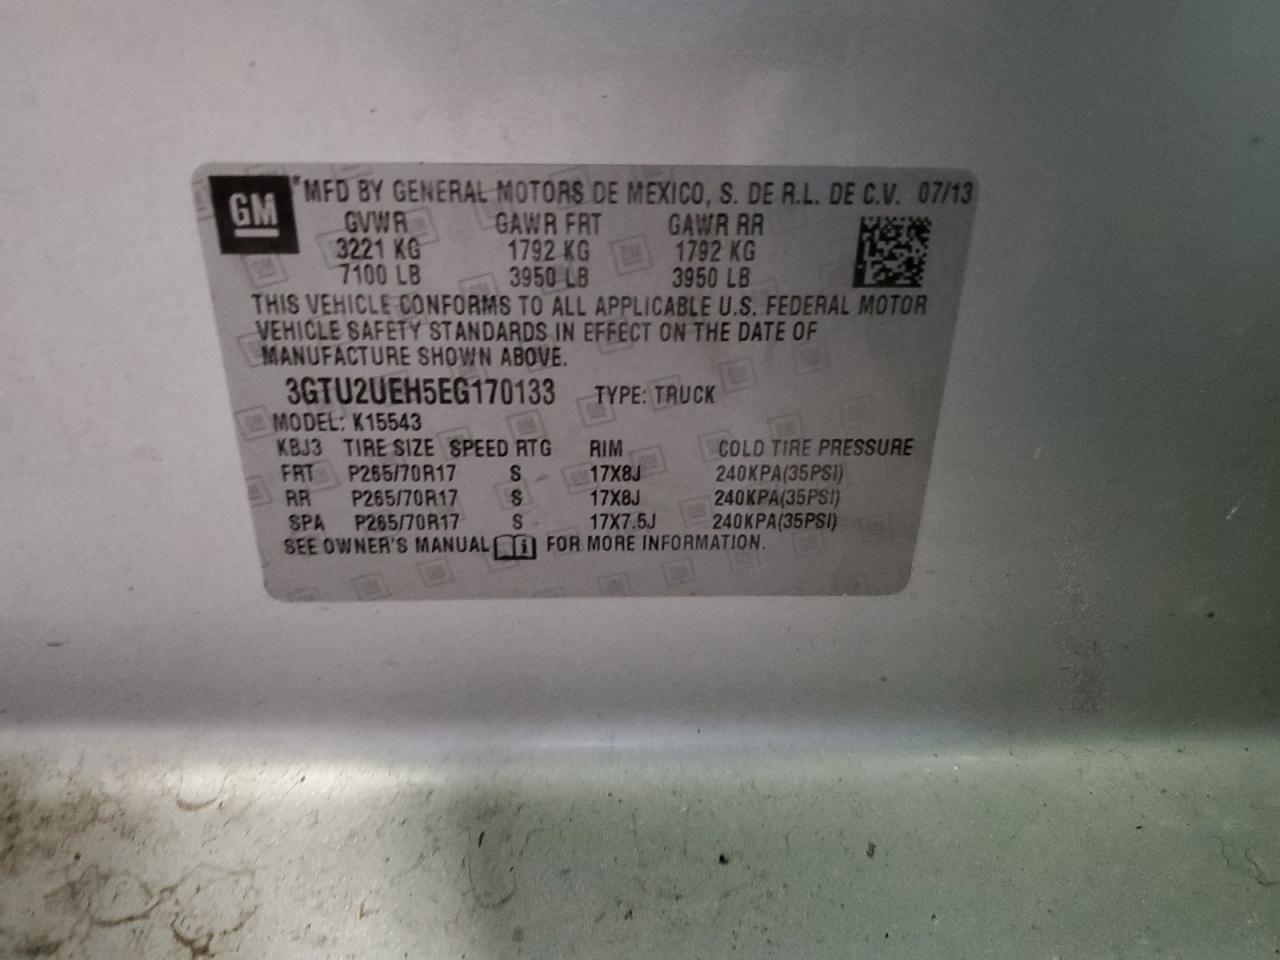 GM *MFD BY GENERAL MOTORS DE MEXICO, S. DE R.L. DE C.V. 07/13
GVWR GAWR FRT GAWR RR
3221 KG 1792 KG 1792 KG
7100 LB 3950 LB 3950 LB
THIS VEHICLE CONFORMS TO ALL APPLICABLE U.S. FEDERAL MOTOR
VEHICLE SAFETY STANDARDS IN EFFECT ON THE DATE OF
MANUFACTURE SHOWN ABOVE.
3GTU2UEH5EG170133 TYPE: TRUCK
MODEL: K15543
KBJ3 TIRE SIZE SPEED RTG RIM COLD TIRE PRESSURE
FRT P265/70R17 S 17X8J 240KPA(35PSI)
RR P265/70R17 S 17X8J 240KPA(35PSI)
SPA P265/70R17 S 17X7.5J 240KPA(35PSI)
SEE OWNER'S MANUAL i FOR MORE INFORMATION.